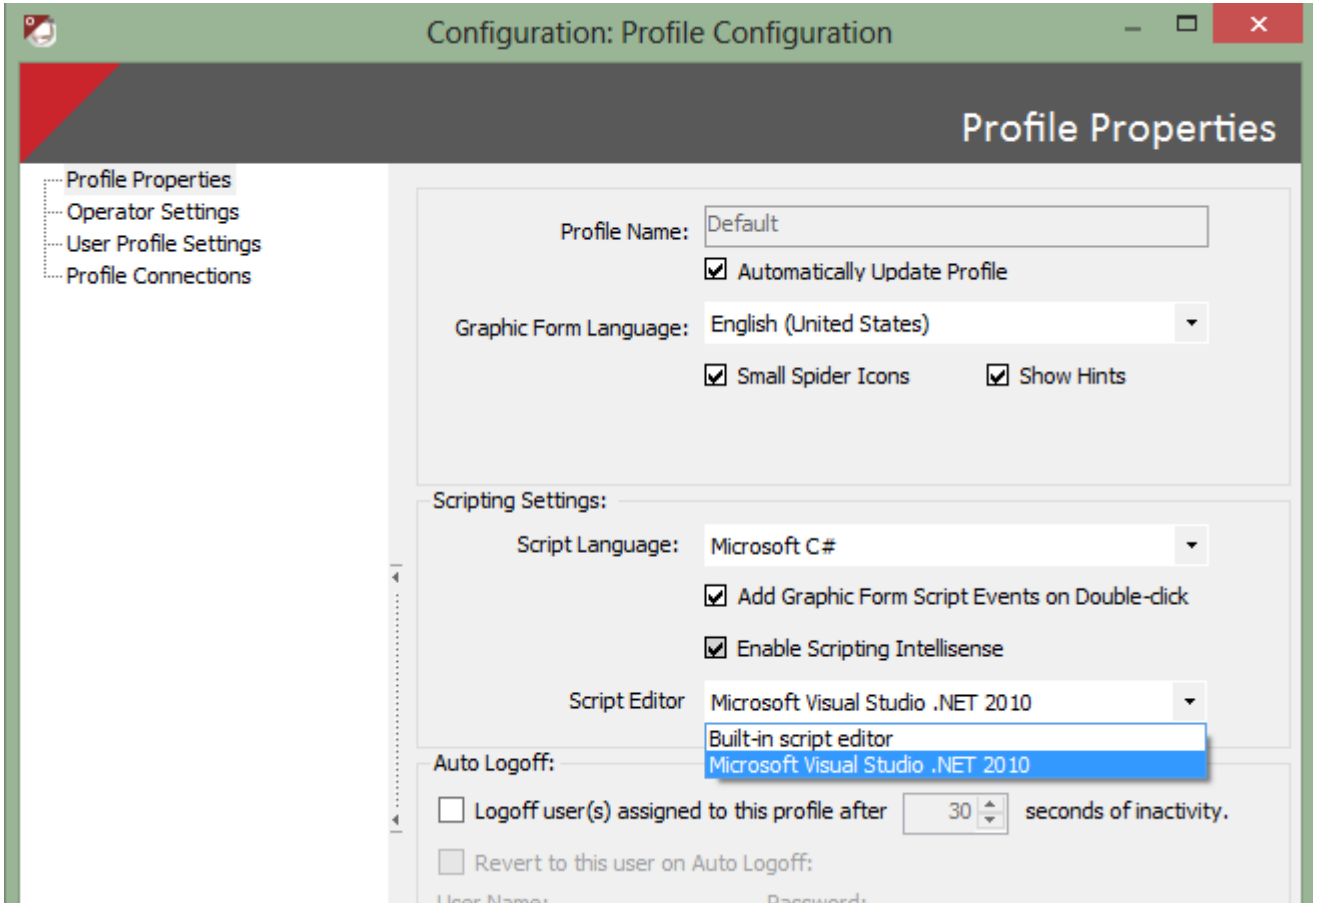 Configuration: Profile Configuration
Profile Properties
Profile Properties
Operator Settings
User Profile Settings
Profile Connections
Profile Name: Default
Automatically Update Profile
Graphic Form Language: English (United States)
Small Spider Icons Show Hints
Scripting Settings:
Script Language: Microsoft C#
Add Graphic Form Script Events on Double-click
Enable Scripting Intellisense
Script Editor Microsoft Visual Studio .NET 2010
Built-in script editor
Microsoft Visual Studio .NET 2010
Auto Logoff:
Logoff user(s) assigned to this profile after 30 seconds of inactivity.
Revert to this user on Auto Logoff:
User Name: Password: